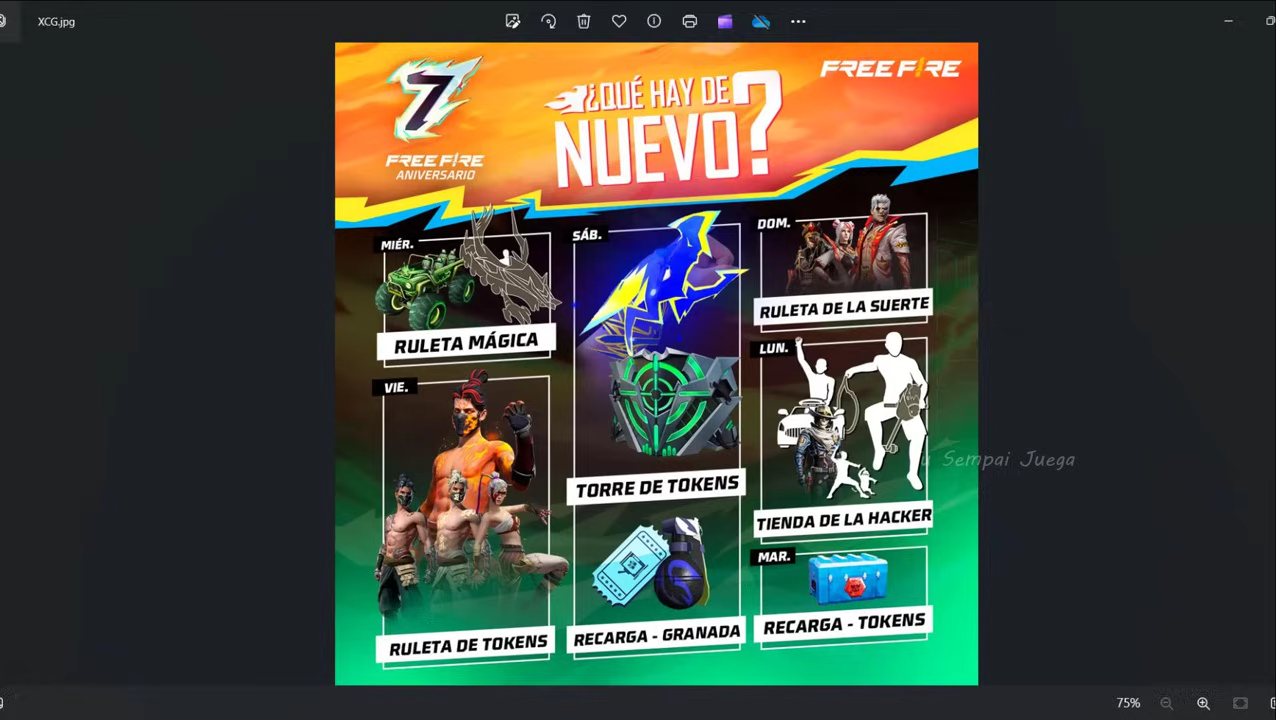 XCG.jpg
7
FREE FIRE
ANIVERSARIO
¿QUÉ HAY DE
NUEVO?
FREE FIRE
MIÉR.
RULETA MÁGICA
VIE.
RULETA DE TOKENS
SÁB.
TORRE DE TOKENS
RECARGA - GRANADA
DOM.
RULETA DE LA SUERTE
LUN.
TIENDA DE LA HACKER
MAR.
RECARGA - TOKENS
Sempai Juega
75%